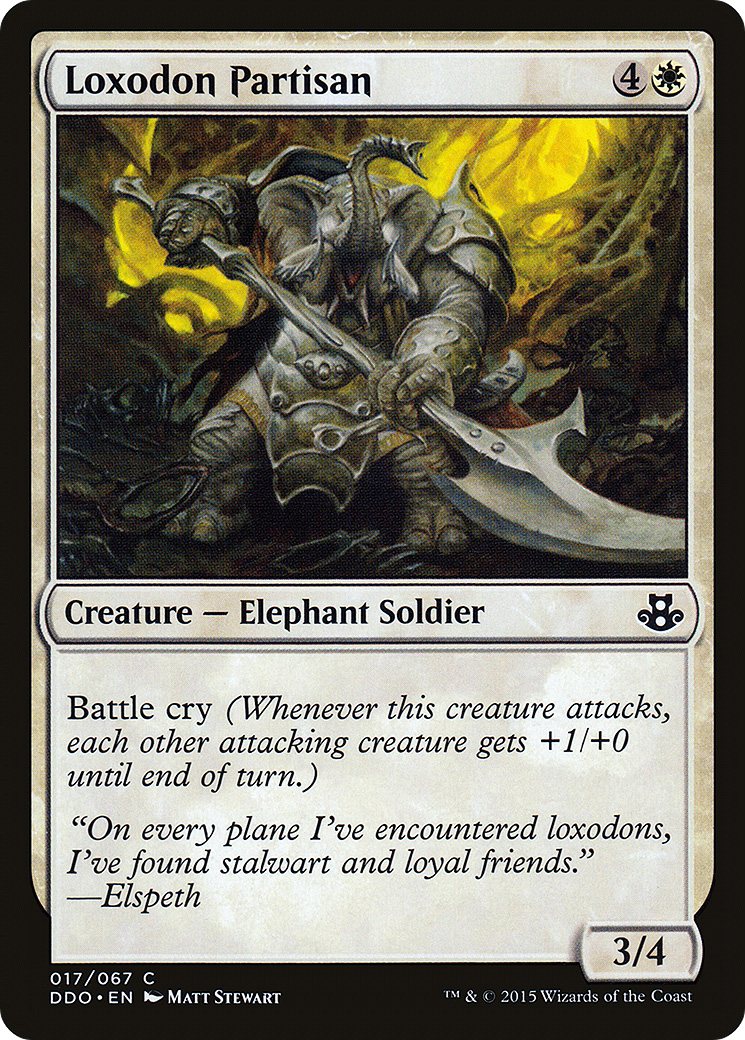 Loxodon Partisan 4
Creature — Elephant Soldier
Battle cry (Whenever this creature attacks,
each other attacking creature gets +1/+0
until end of turn.)
“On every plane I’ve encountered loxodons,
I’ve found stalwart and loyal friends.”
—Elspeth
3/4
017/067 C
DDO • EN Matt Stewart
™ & © 2015 Wizards of the Coast